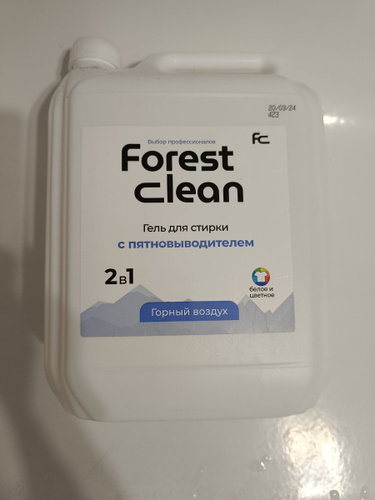 20/03/24
423
Выбор профессионалов
FC
Forest
Clean
Гель для стирки
с пятновыводителем
2в1
белое и
цветное
Горный воздух